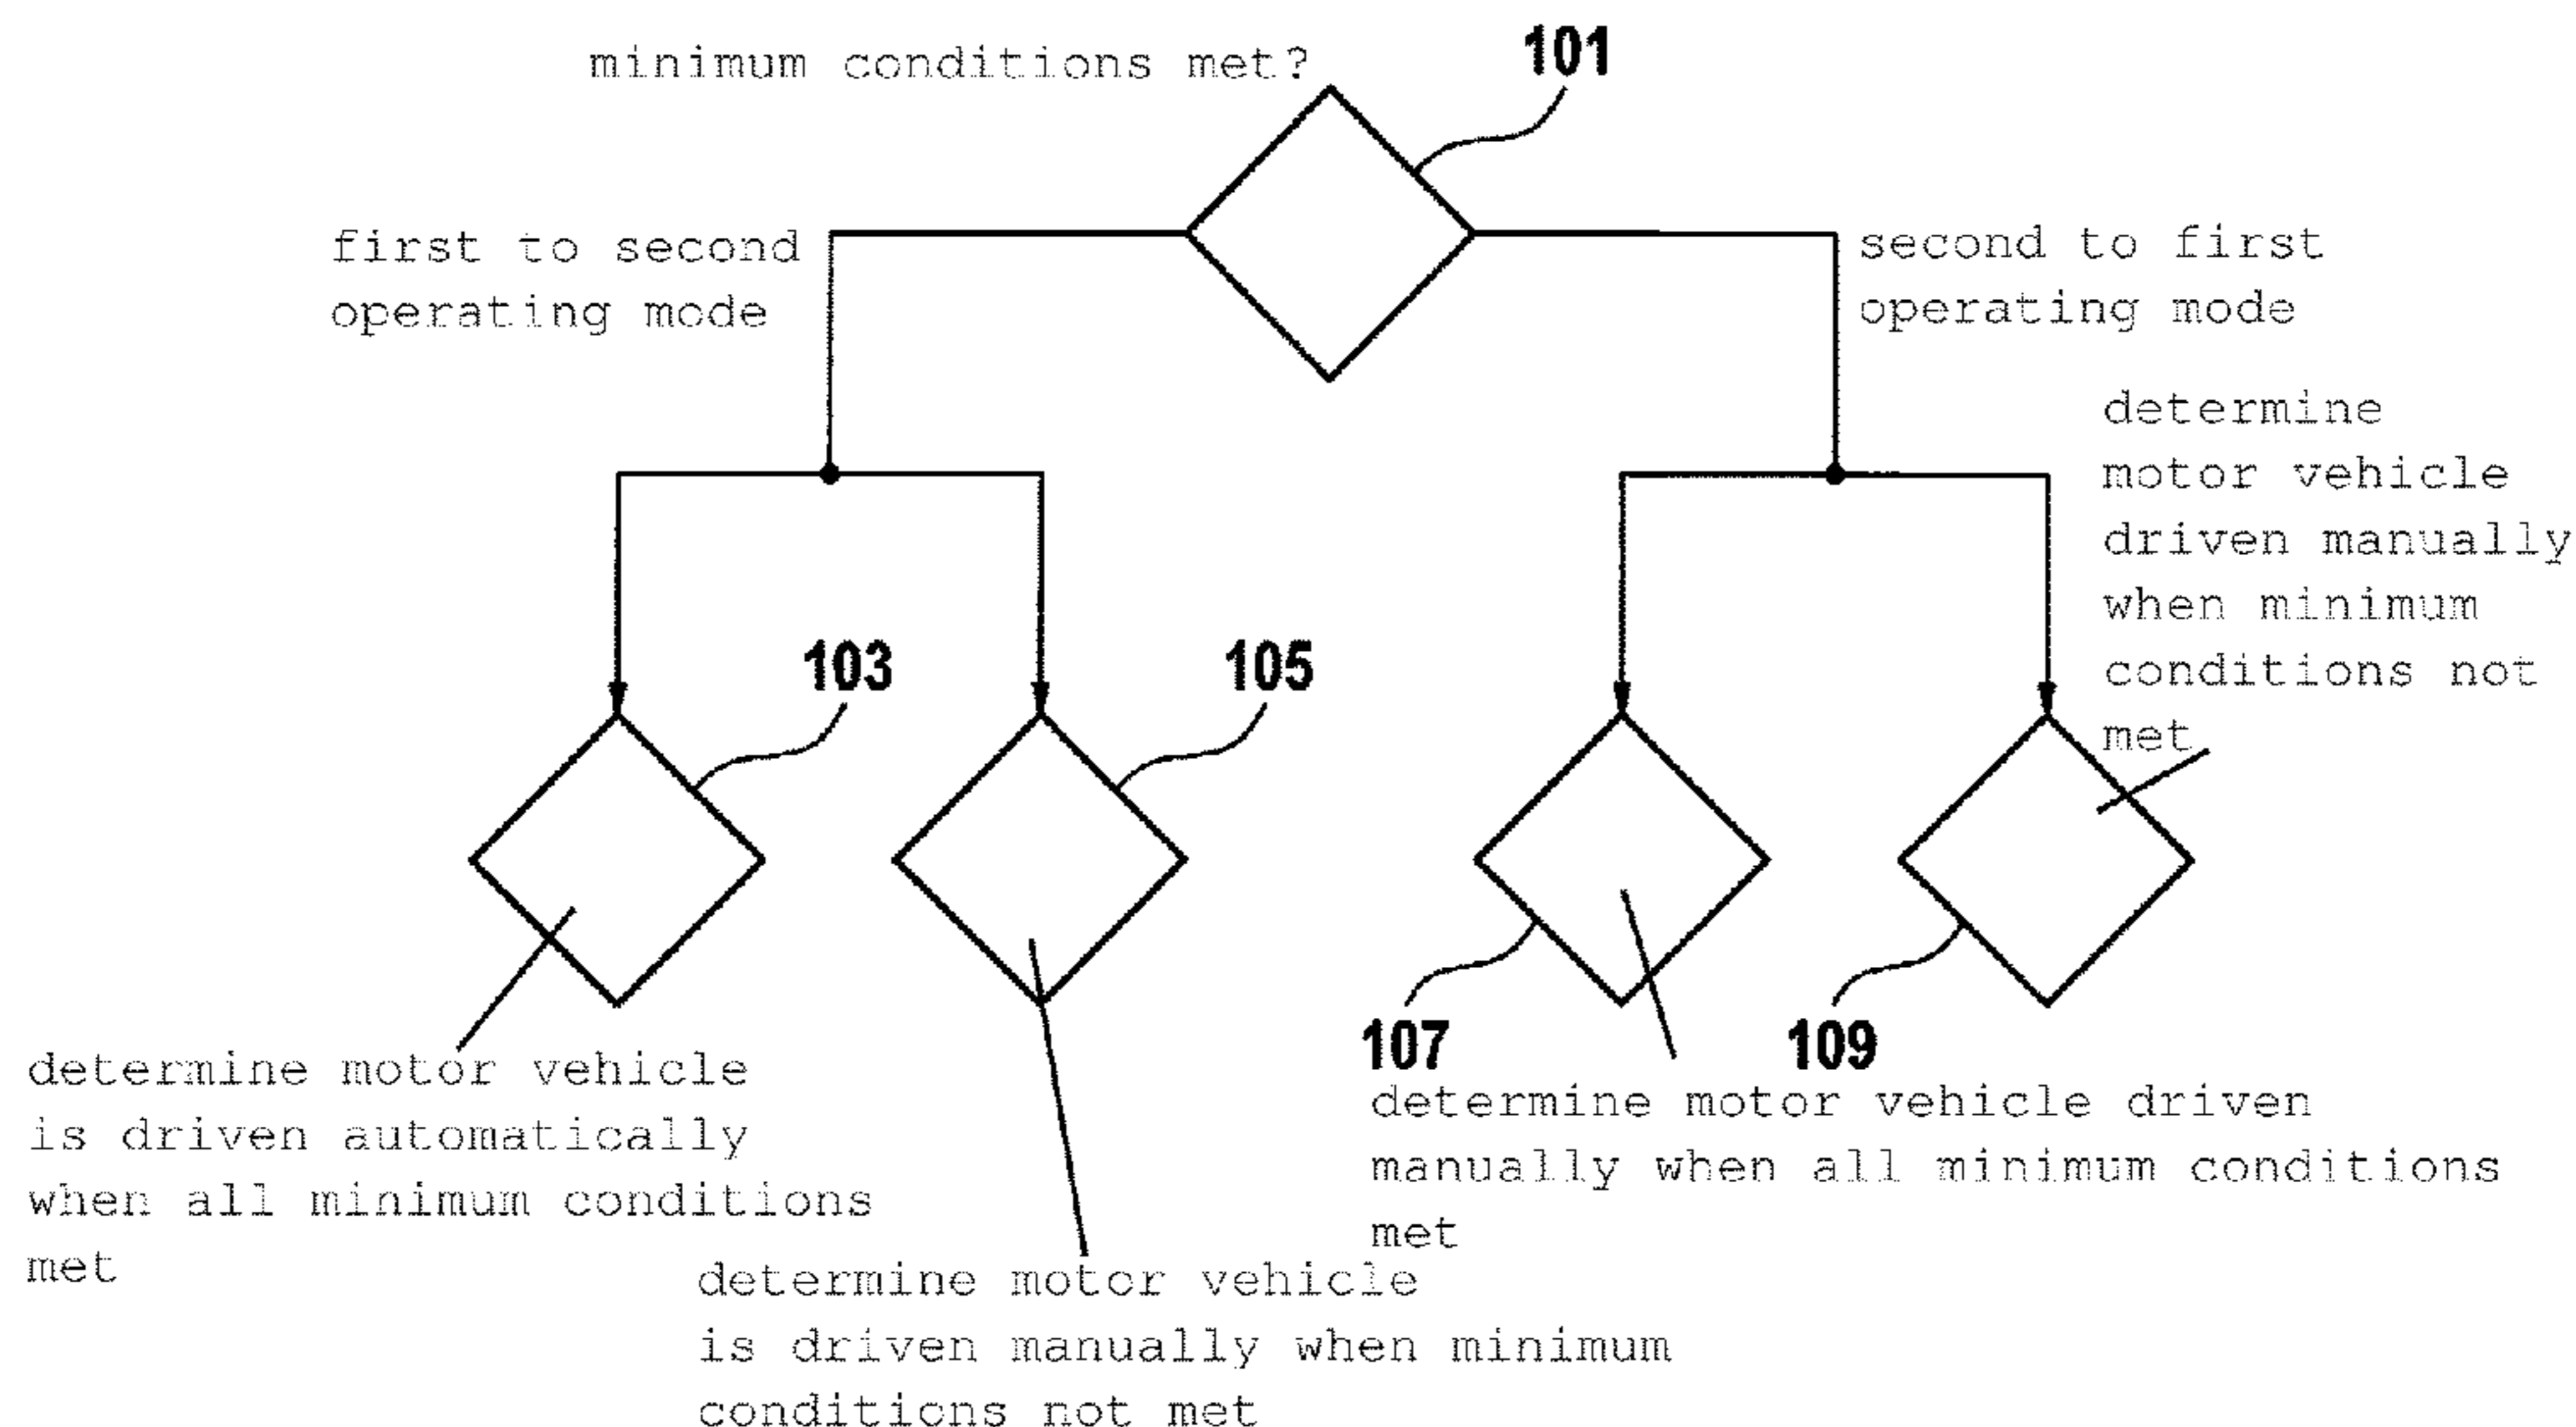 minimum conditions met?
101
first to second
operating mode
second to first
operating mode
determine
motor vehicle
driven manually
when minimum
conditions not
met
103
105
107
109
determine motor vehicle
is driven automatically
when all minimum conditions
met
determine motor vehicle
is driven manually when minimum
conditions not met
determine motor vehicle driven
manually when all minimum conditions
met